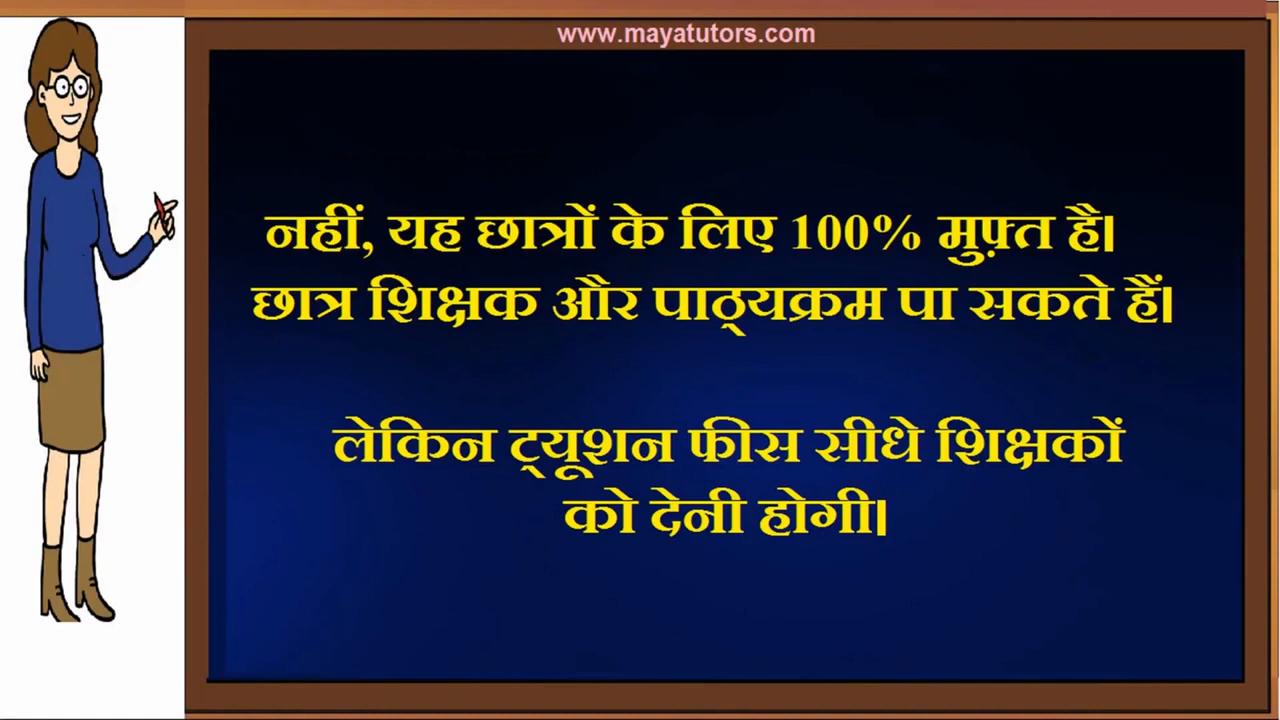 www.mayatutors.com
नहीं, यह छात्रों के लिए 100% मुफ़्त है।
छात्र शिक्षक और पाठ्यक्रम पा सकते हैं।
लेकिन ट्यूशन फीस सीधे शिक्षकों
को देनी होगी।